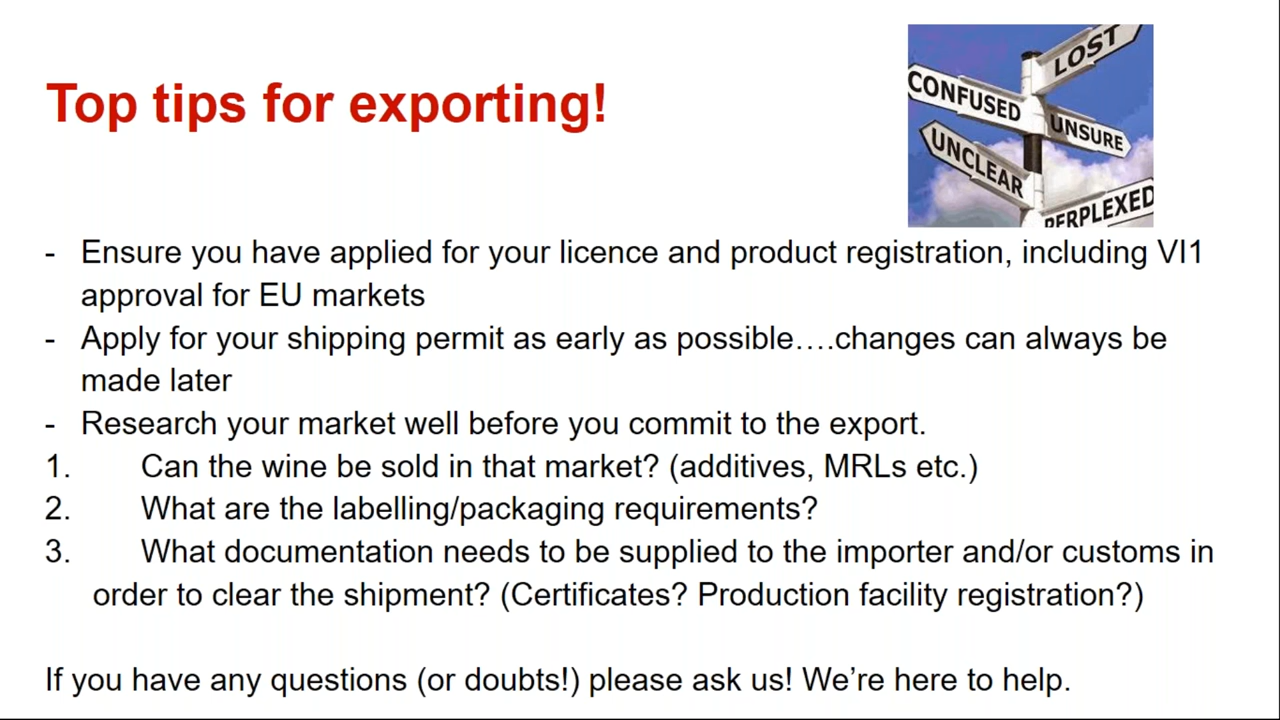 LOST
CONFUSED
UNSURE
UNCLEAR
PERPLEXED
Top tips for exporting!
- Ensure you have applied for your licence and product registration, including VI1
approval for EU markets
- Apply for your shipping permit as early as possible….changes can always be
made later
- Research your market well before you commit to the export.
1. Can the wine be sold in that market? (additives, MRLs etc.)
2. What are the labelling/packaging requirements?
3. What documentation needs to be supplied to the importer and/or customs in
order to clear the shipment? (Certificates? Production facility registration?)
If you have any questions (or doubts!) please ask us! We’re here to help.